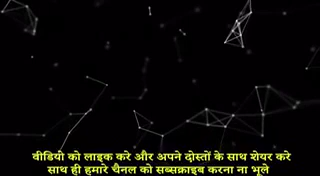 वीडियो को लाइक करे और अपने दोस्तों के साथ शेयर करे
साथ ही हमारे चैनल को सब्सक्राइब करना ना भूले